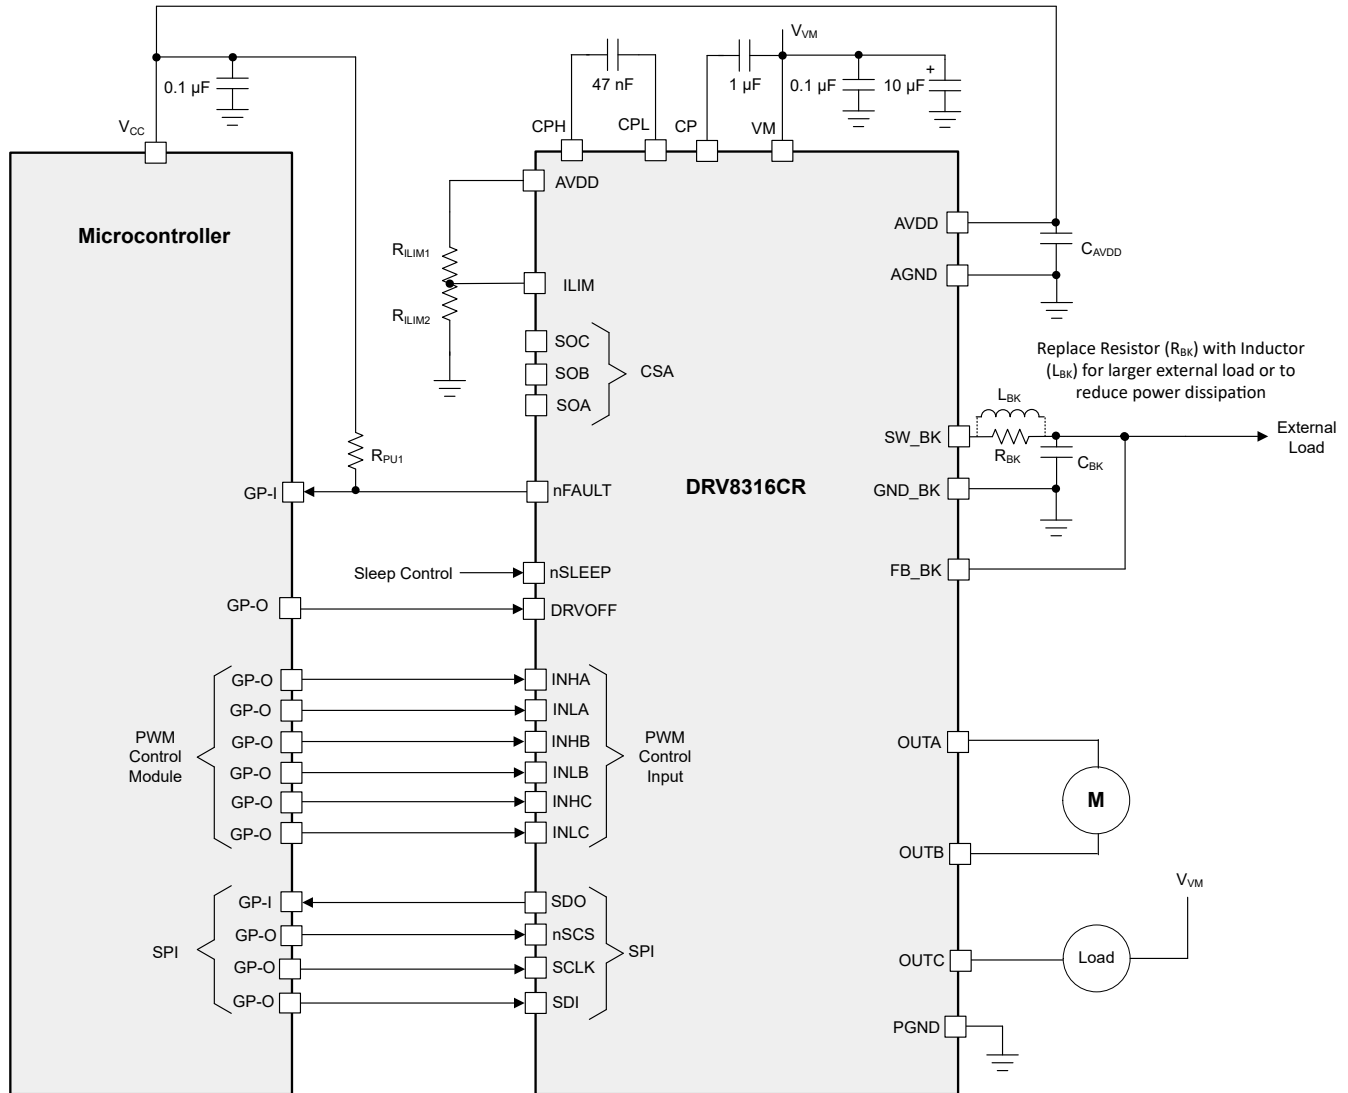 V_VM
0.1 µF
47 nF
1 µF
0.1 µF
+
10 µF
V_CC
CPH
CPL
CP
VM
Microcontroller
AVDD
R_ILIM1
ILIM
R_ILIM2
SOC
SOB
SOA
CSA
AVDD
C_AVDD
AGND
Replace Resistor (R_BK) with Inductor
(L_BK) for larger external load or to
reduce power dissipation
L_BK
SW_BK
R_BK
C_BK
External
Load
R_PU1
GP-I
nFAULT
DRV8316CR
GND_BK
Sleep Control
nSLEEP
FB_BK
GP-O
DRVOFF
PWM
Control
Module
GP-O
GP-O
GP-O
GP-O
GP-O
GP-O
INHA
INLA
INHB
INLB
INHC
INLC
PWM
Control
Input
OUTA
M
OUTB
SPI
GP-I
GP-O
GP-O
GP-O
SDO
nSCS
SCLK
SDI
SPI
V_VM
OUTC
Load
PGND